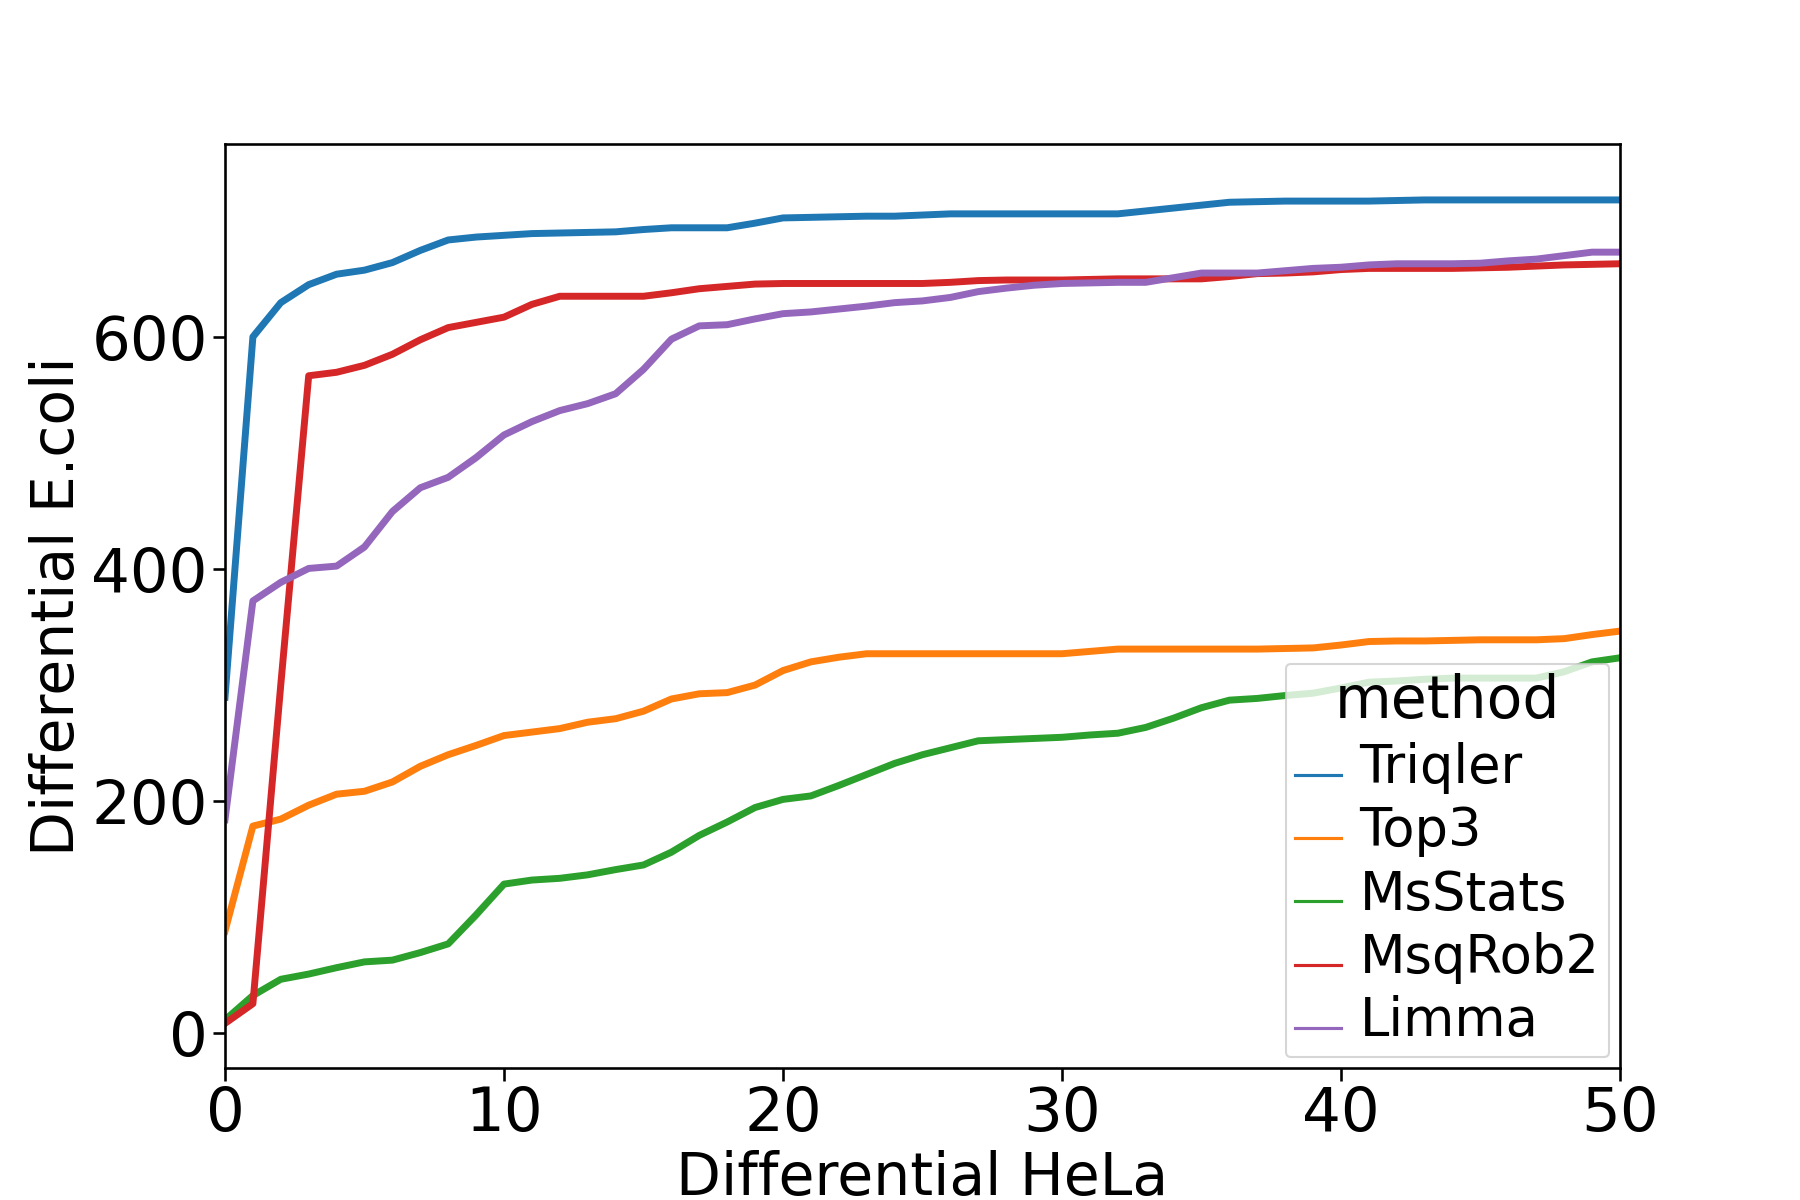 Differential E.coli
600
400
200
0
0 10 20 30 40 50
Differential HeLa
method
Triqler
Top3
MsStats
MsqRob2
Limma